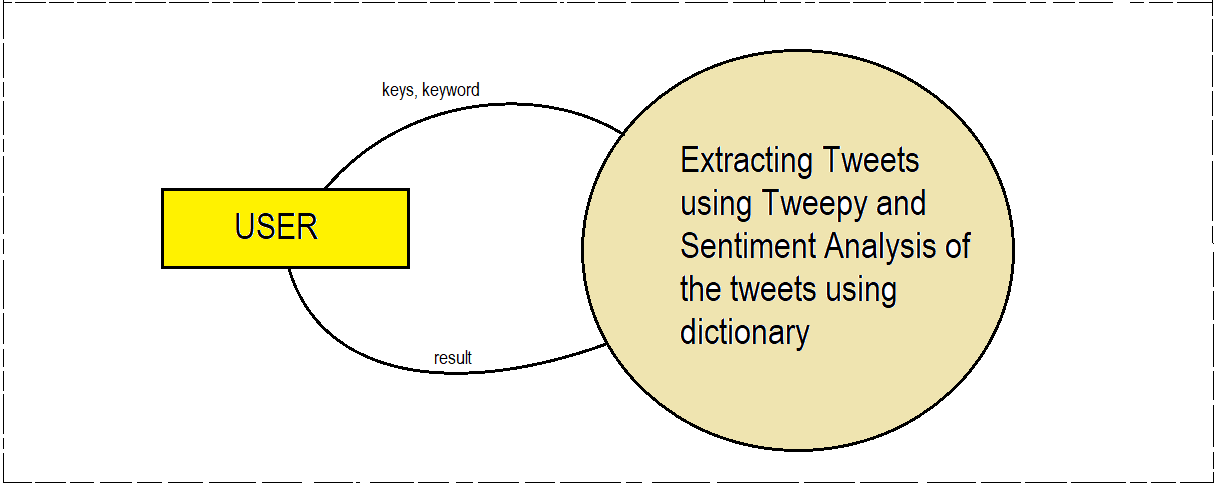 keys, keyword
USER
Extracting Tweets
using Tweepy and
Sentiment Analysis of
the tweets using
dictionary
result